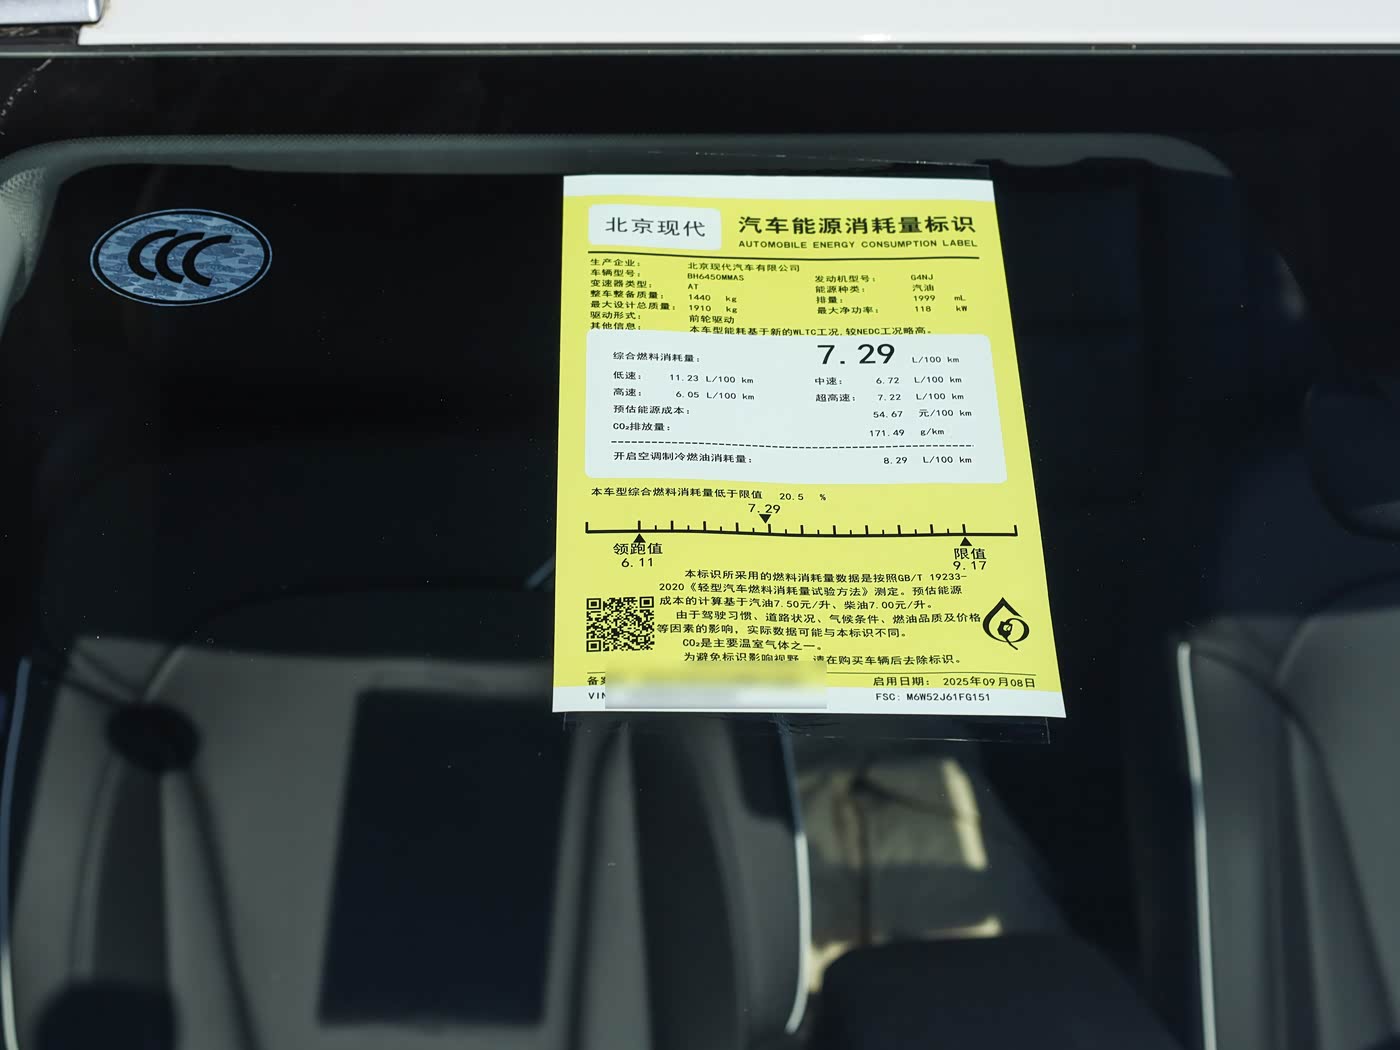 CCC
北京现代
汽车能源消耗量标识
AUTOMOBILE ENERGY CONSUMPTION LABEL
生产企业： 北京现代汽车有限公司
车辆型号： BH6450MMAS 发动机型号： G4NJ
变速器类型： AT 能源种类： 汽油
整车整备质量： 1440 kg 排量： 1999 mL
最大设计总质量： 1910 kg 最大净功率： 118 kW
驱动形式： 前轮驱动
其他信息： 本车型能耗基于新的WLTC工况,较NEDC工况略高。
综合燃料消耗量： 7.29 L/100 km
低速： 11.23 L/100 km 中速： 6.72 L/100 km
高速： 6.05 L/100 km 超高速： 7.22 L/100 km
预估能源成本： 54.67 元/100 km
CO₂排放量： 171.49 g/km
开启空调制冷燃油消耗量： 8.29 L/100 km
本车型综合燃料消耗量低于限值 20.5 %
7.29
领跑值 限值
6.11 9.17
本标识所采用的燃料消耗量数据是按照GB/T 19233-
2020《轻型汽车燃料消耗量试验方法》测定。预估能源
成本的计算基于汽油7.50元/升、柴油7.00元/升。
由于驾驶习惯、道路状况、气候条件、燃油品质及价格
等因素的影响，实际数据可能与本标识不同。
CO₂是主要温室气体之一。
为避免标识影响视野，请在购买车辆后去除标识。
备案 启用日期： 2025年09月08日
VIN FSC: M6W52J61FG151